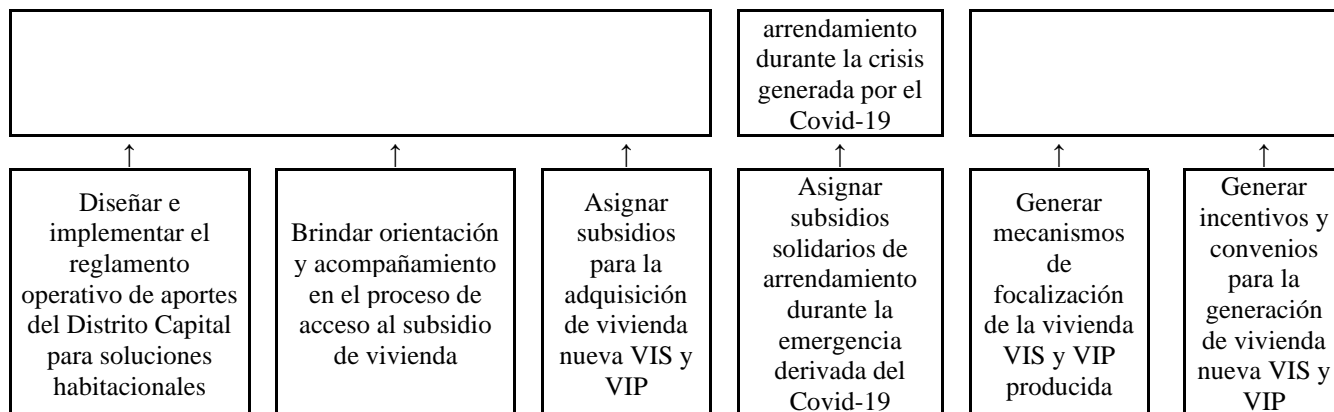 arrendamiento
durante la crisis
generada por el
Covid-19
↑ ↑ ↑ ↑ ↑ ↑
Diseñar e
implementar el
reglamento
operativo de aportes
del Distrito Capital
para soluciones
habitacionales
Brindar orientación
y acompañamiento
en el proceso de
acceso al subsidio
de vivienda
Asignar
subsidios
para la
adquisición
de vivienda
nueva VIS y
VIP
Asignar
subsidios
solidarios de
arrendamiento
durante la
emergencia
derivada del
Covid-19
Generar
mecanismos
de
focalización
de la vivienda
VIS y VIP
producida
Generar
incentivos y
convenios
para la
generación
de vivienda
nueva VIS y
VIP